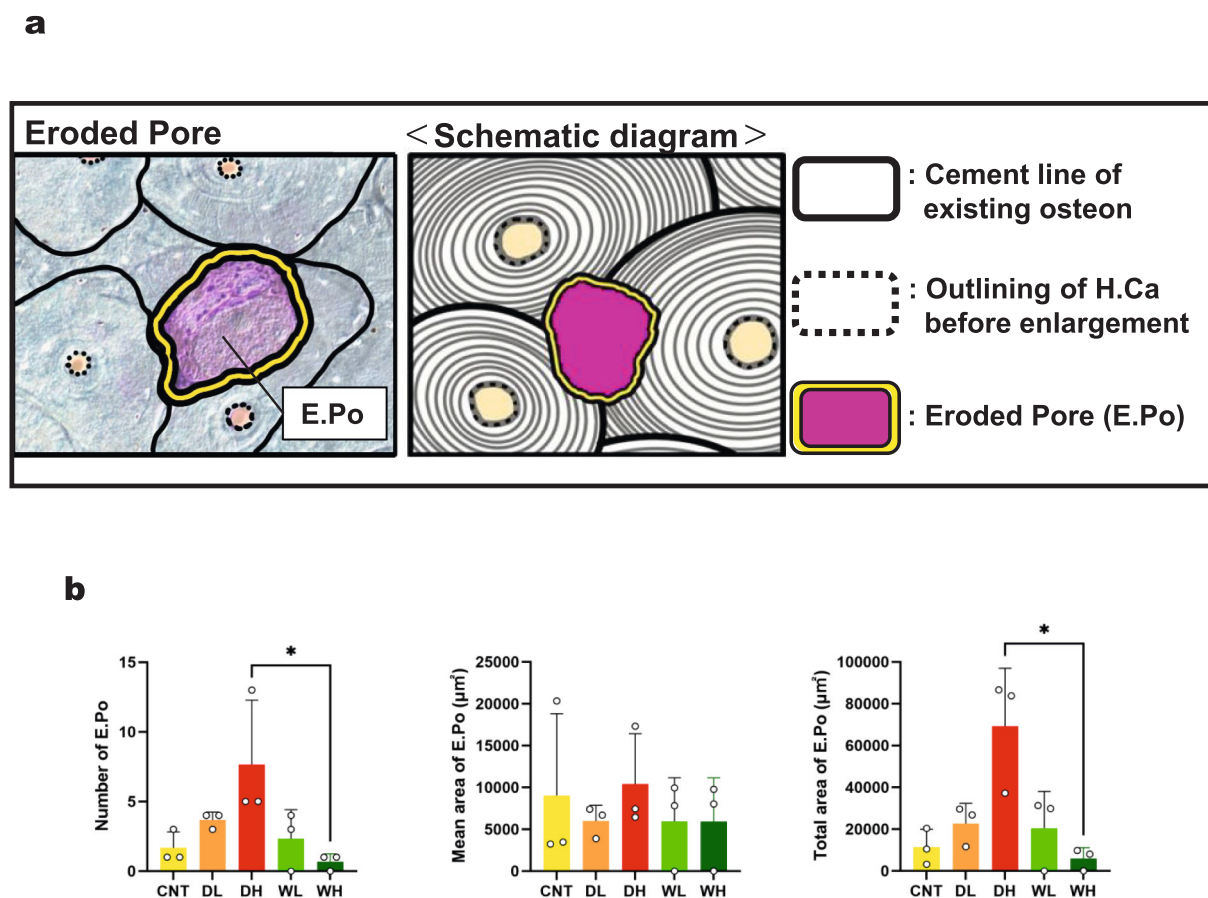 a
Eroded Pore
<Schematic diagram>
E.Po
: Cement line of
existing osteon
: Outlining of H.Ca
before enlargement
: Eroded Pore (E.Po)
b
Number of E.Po
15
10
5
0
*
CNT DL DH WL WH
Mean area of E.Po (μm²)
25000
20000
15000
10000
5000
0
CNT DL DH WL WH
Total area of E.Po (μm²)
100000
80000
60000
40000
20000
0
*
CNT DL DH WL WH